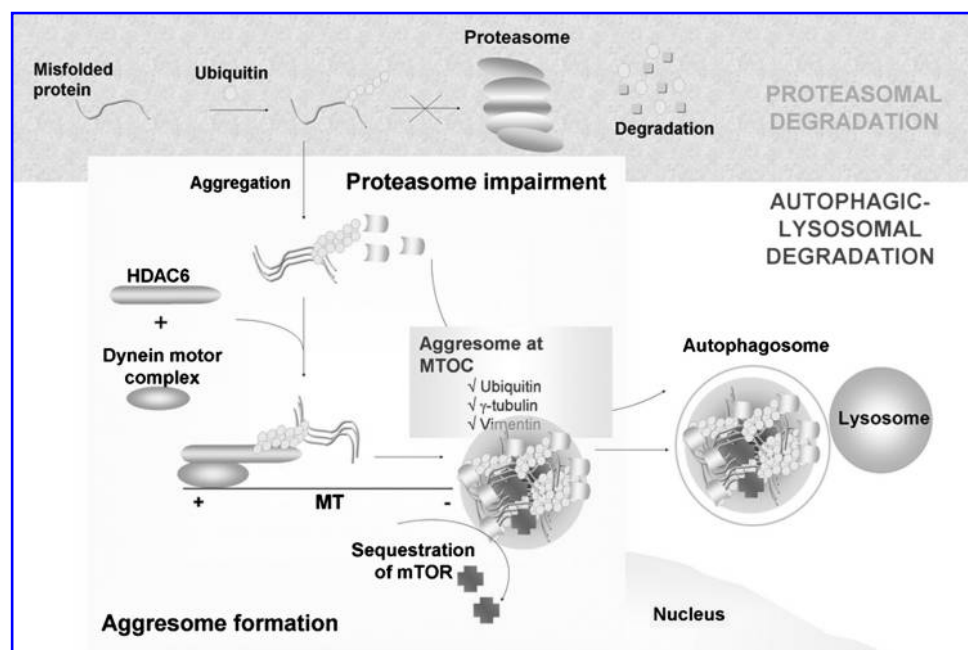 Misfolded
protein
Ubiquitin
Proteasome
Degradation
PROTEASOMAL
DEGRADATION
Aggregation
Proteasome impairment
AUTOPHAGIC-
LYSOSOMAL
DEGRADATION
HDAC6
+
Dynein motor
complex
Aggresome at
MTOC
√ Ubiquitin
√ γ-tubulin
√ Vimentin
Autophagosome
Lysosome
+
MT
-
Sequestration
of mTOR
Aggresome formation
Nucleus